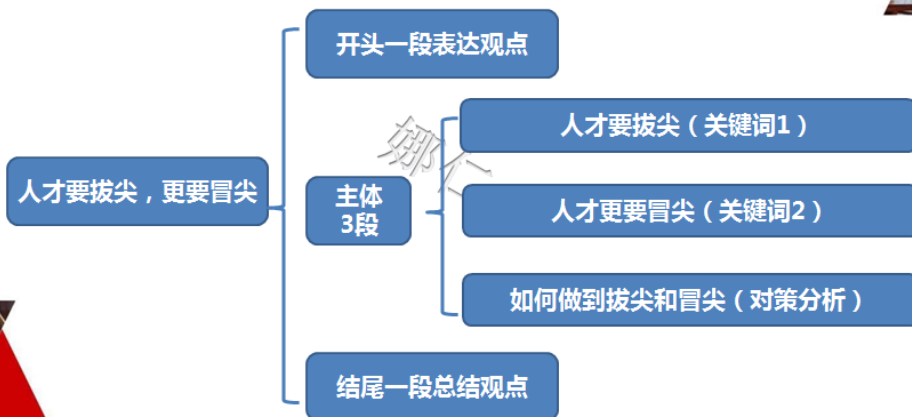 开头一段表达观点
人才要拔尖（关键词1）
娜仁
人才要拔尖，更要冒尖
主体
3段
人才更要冒尖（关键词2）
如何做到拔尖和冒尖（对策分析）
结尾一段总结观点